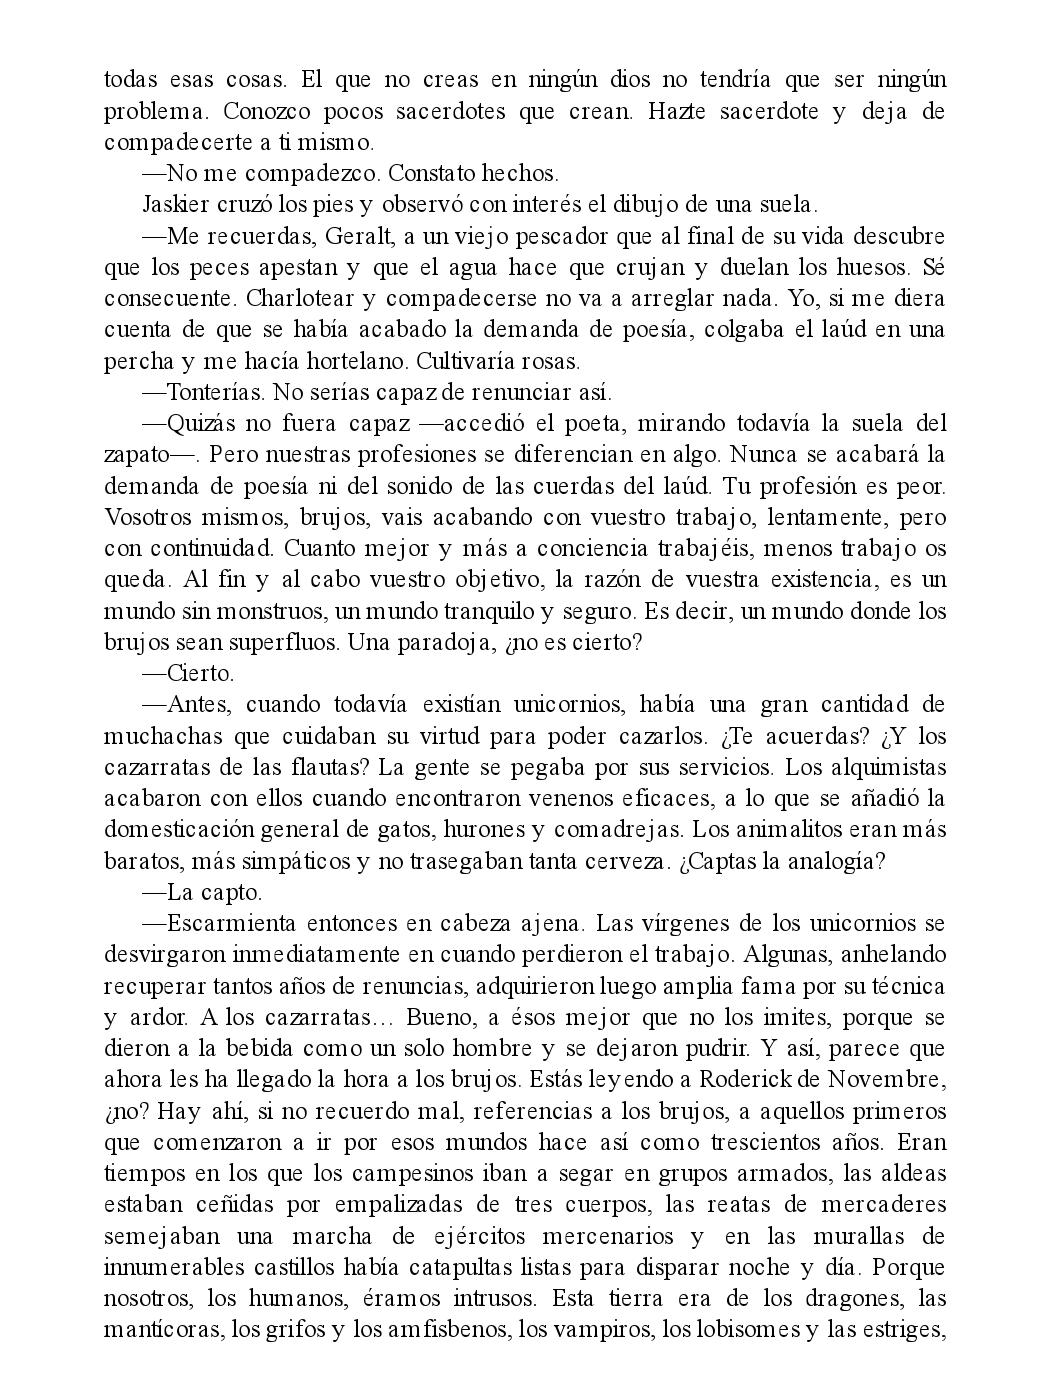 todas esas cosas. El que no creas en ningún dios no tendría que ser ningún
problema. Conozco pocos sacerdotes que crean. Hazte sacerdote y deja de
compadecerte a ti mismo.
—No me compadezco. Constato hechos.
Jaskier cruzó los pies y observó con interés el dibujo de una suela.
—Me recuerdas, Geralt, a un viejo pescador que al final de su vida descubre
que los peces apestan y que el agua hace que crujan y duelan los huesos. Sé
consecuente. Charlotear y compadecerse no va a arreglar nada. Yo, si me diera
cuenta de que se había acabado la demanda de poesía, colgaba el laúd en una
percha y me hacía hortelano. Cultivaría rosas.
—Tonterías. No serías capaz de renunciar así.
—Quizás no fuera capaz —accedió el poeta, mirando todavía la suela del
zapato—. Pero nuestras profesiones se diferencian en algo. Nunca se acabará la
demanda de poesía ni del sonido de las cuerdas del laúd. Tu profesión es peor.
Vosotros mismos, brujos, vais acabando con vuestro trabajo, lentamente, pero
con continuidad. Cuanto mejor y más a conciencia trabajéis, menos trabajo os
queda. Al fin y al cabo vuestro objetivo, la razón de vuestra existencia, es un
mundo sin monstruos, un mundo tranquilo y seguro. Es decir, un mundo donde los
brujos sean superfluos. Una paradoja, ¿no es cierto?
—Cierto.
—Antes, cuando todavía existían unicornios, había una gran cantidad de
muchachas que cuidaban su virtud para poder cazarlos. ¿Te acuerdas? ¿Y los
cazarratas de las flautas? La gente se pegaba por sus servicios. Los alquimistas
acabaron con ellos cuando encontraron venenos eficaces, a lo que se añadió la
domesticación general de gatos, hurones y comadrejas. Los animalitos eran más
baratos, más simpáticos y no trasegaban tanta cerveza. ¿Captas la analogía?
—La capto.
—Escarmienta entonces en cabeza ajena. Las vírgenes de los unicornios se
desvirgaron inmediatamente en cuando perdieron el trabajo. Algunas, anhelando
recuperar tantos años de renuncias, adquirieron luego amplia fama por su técnica
y ardor. A los cazarratas… Bueno, a ésos mejor que no los imites, porque se
dieron a la bebida como un solo hombre y se dejaron pudrir. Y así, parece que
ahora les ha llegado la hora a los brujos. Estás leyendo a Roderick de Novembre,
¿no? Hay ahí, si no recuerdo mal, referencias a los brujos, a aquellos primeros
que comenzaron a ir por esos mundos hace así como trescientos años. Eran
tiempos en los que los campesinos iban a segar en grupos armados, las aldeas
estaban ceñidas por empalizadas de tres cuerpos, las reatas de mercaderes
semejaban una marcha de ejércitos mercenarios y en las murallas de
innumerables castillos había catapultas listas para disparar noche y día. Porque
nosotros, los humanos, éramos intrusos. Esta tierra era de los dragones, las
mantícoras, los grifos y los amfisbenos, los vampiros, los lobisomes y las estriges,